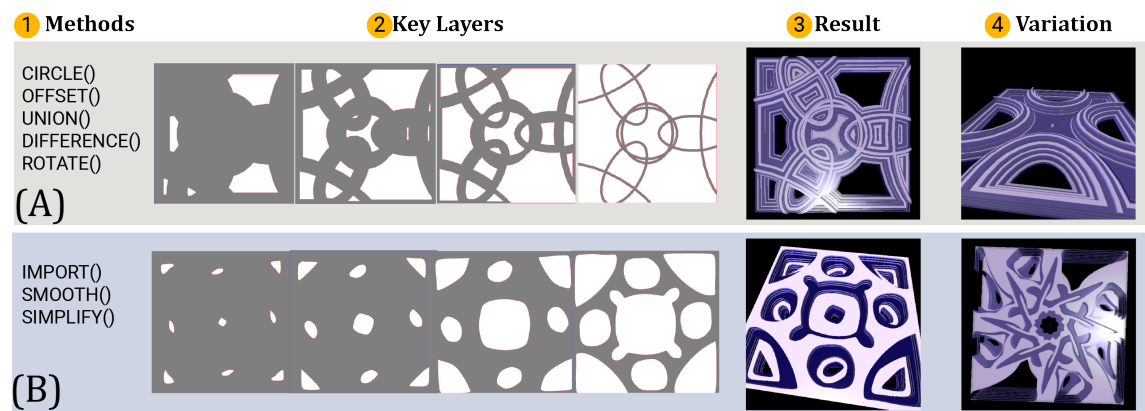 1 Methods
2 Key Layers
3 Result
4 Variation
CIRCLE()
OFFSET()
UNION()
DIFFERENCE()
ROTATE()
(A)
IMPORT()
SMOOTH()
SIMPLIFY()
(B)